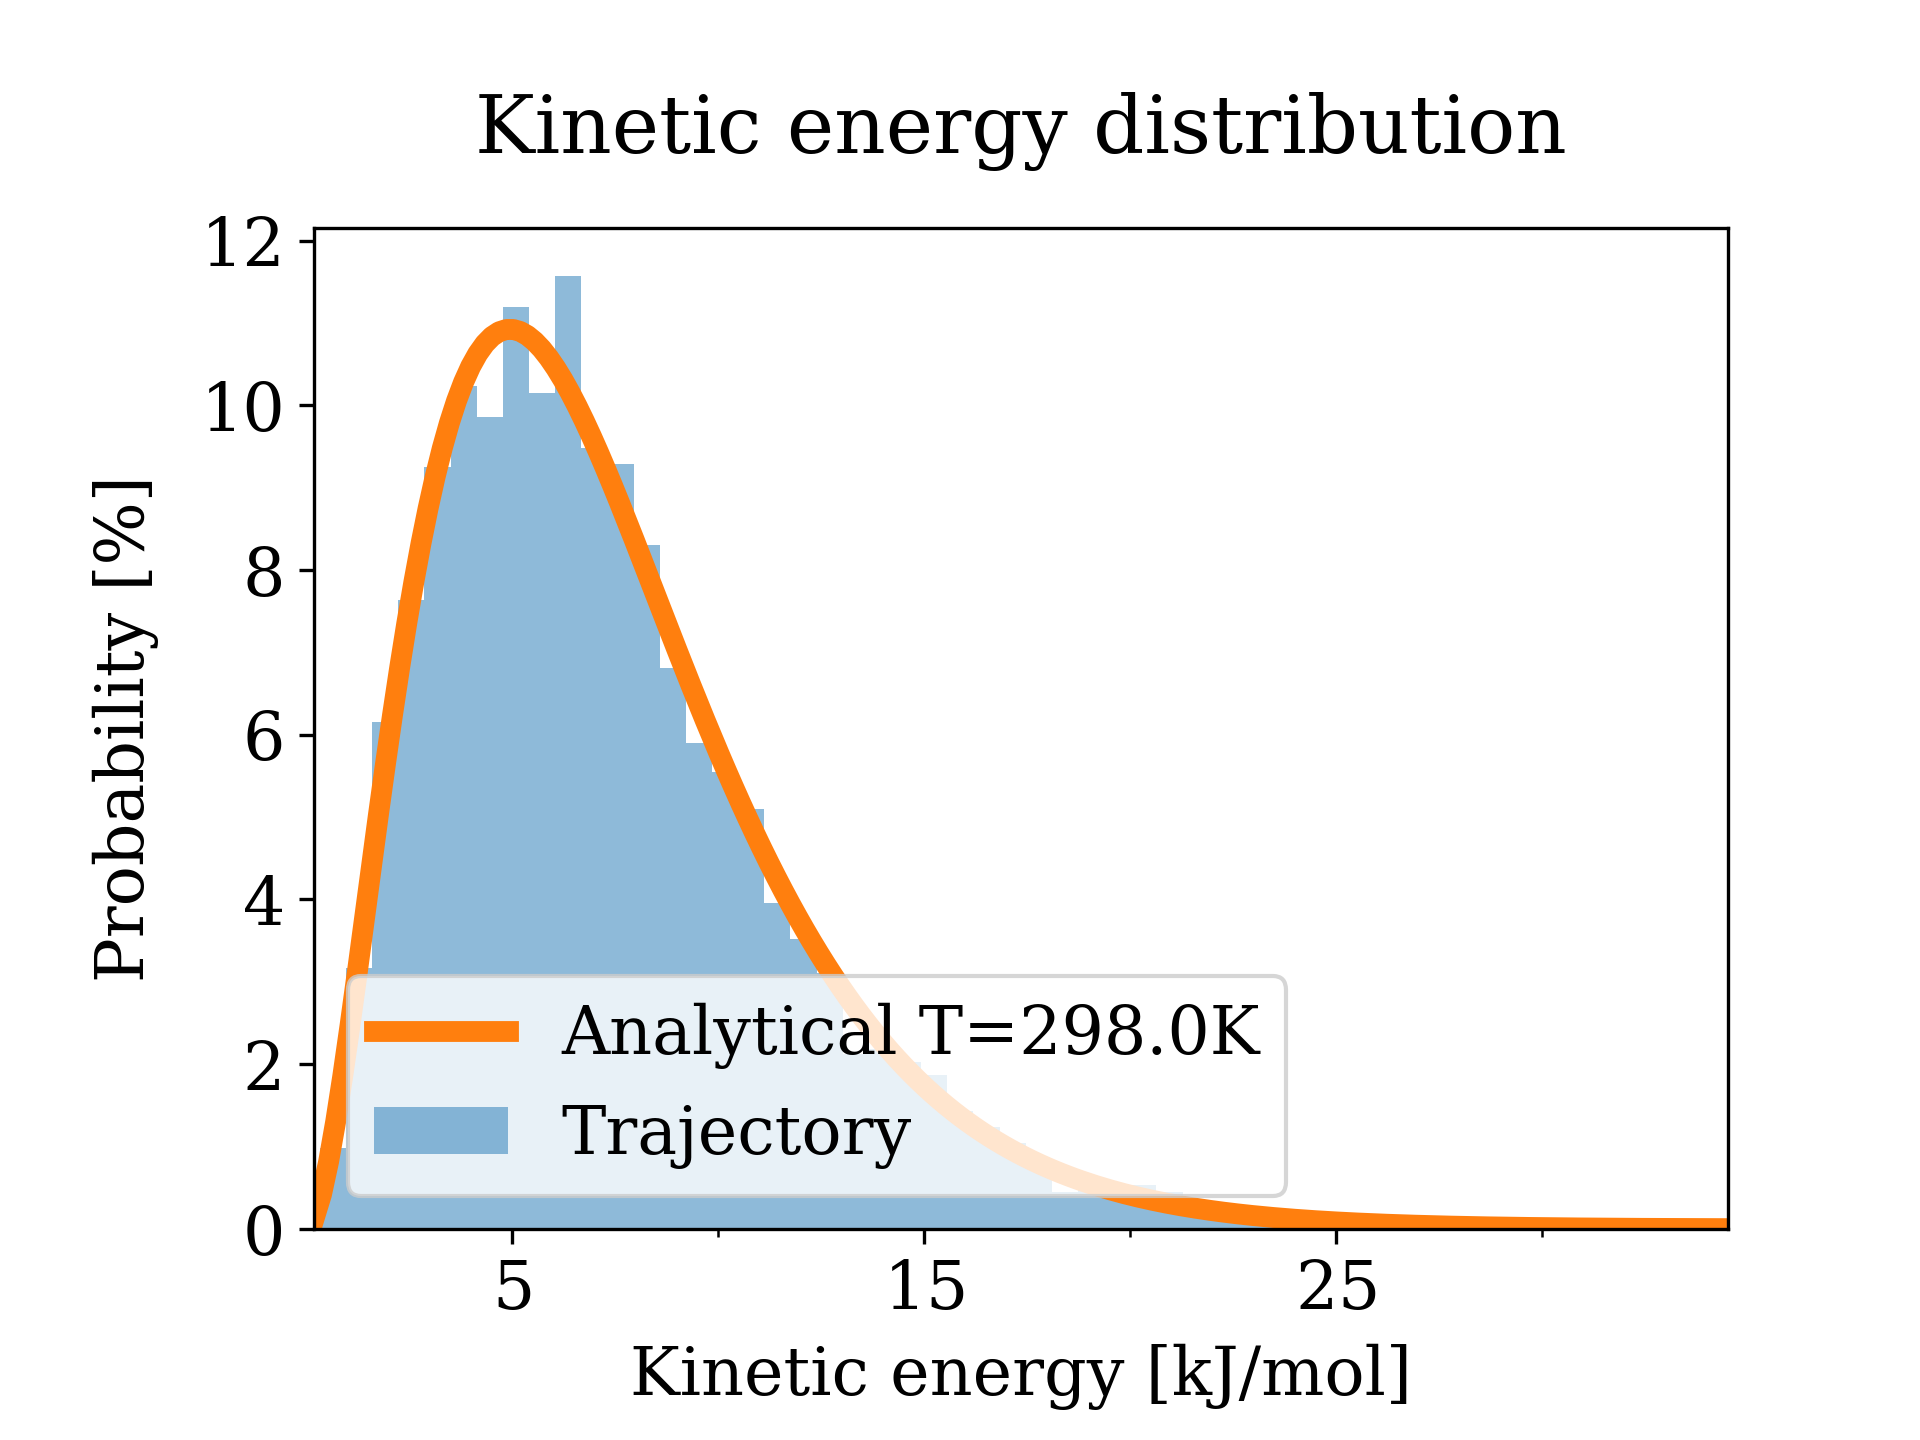 Kinetic energy distribution
12
10
8
6
4
2
0
Probability [%]
Analytical T=298.0K
Trajectory
5 15 25
Kinetic energy [kJ/mol]